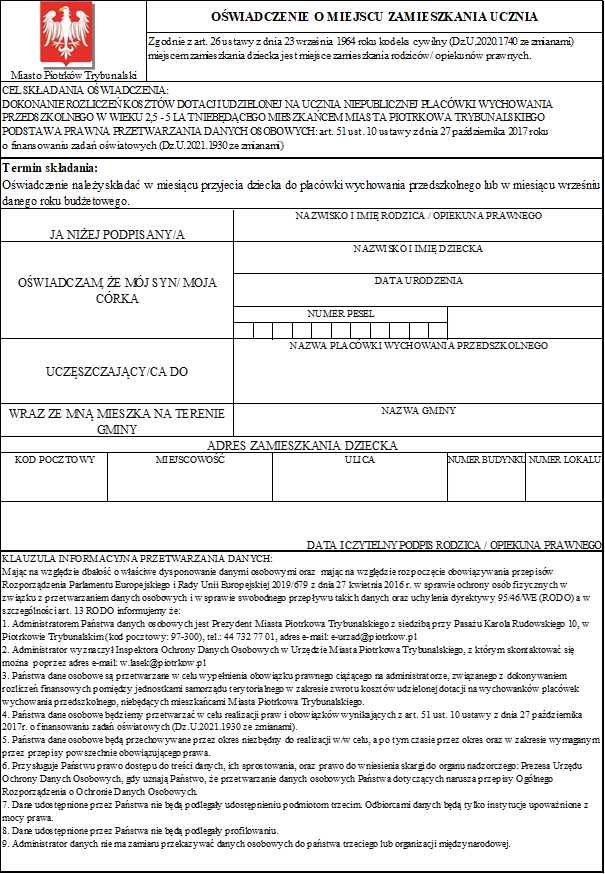 OŚWIADCZENIE O MIEJSCU ZAMIESZKANIA UCZNIA
Zgodnie z art. 26 ustawy z dnia 23 września 1964 roku kodeks cywilny (Dz.U.2020.1740 ze zmianami)
miejscem zamieszkania dziecka jest miejsce zamieszkania rodziców/ opiekunów prawnych.
Miasto Piotrków Trybunalski
CEL SKŁADANIA OŚWIADCZENIA:
DOKONANIE ROZLICZEŃ KOSZTÓW DOTACJI UDZIELONEJ NA UCZNIA NIEPUBLICZNEJ PLACÓWKI WYCHOWANIA
PRZEDSZKOLNEGO W WIEKU 2,5 - 5 LAT NIEBĘDĄCEGO MIESZKAŃCEM MIASTA PIOTRKOWA TRYBUNALSKIEGO
PODSTAWA PRAWNA PRZETWARZANIA DANYCH OSOBOWYCH: art. 51 ust. 10 ustawy z dnia 27 października 2017 roku
o finansowaniu zadań oświatowych (Dz.U.2021.1930 ze zmianami)
Termin składania:
Oświadczenie należy składać w miesiącu przyjecia dziecka do placówki wychowania przedszkolnego lub w miesiącu wrześniu
danego roku budżetowego.
NAZWISKO I IMIĘ RODZICA / OPIEKUNA PRAWNEGO
JA NIŻEJ PODPISANY/A
NAZWISKO I IMIĘ DZIECKA
OŚWIADCZAM, ŻE MÓJ SYN/ MOJA
CÓRKA
DATA URODZENIA
NUMER PESEL
NAZWA PLACÓWKI WYCHOWANIA PRZEDSZKOLNEGO
UCZĘSZCZAJĄCY/CA DO
WRAZ ZE MNĄ MIESZKA NA TERENIE
GMINY
NAZWA GMINY
ADRES ZAMIESZKANIA DZIECKA
KOD POCZTOWY MIEJSCOWOŚĆ ULICA NUMER BUDYNKU NUMER LOKALU
DATA I CZYTELNY PODPIS RODZICA / OPIEKUNA PRAWNEGO
KLAUZULA INFORMACYJNA PRZETWARZANIA DANYCH:
Mając na względzie dbałość o właściwe dysponowanie danymi osobowymi oraz mając na względzie rozpoczęcie obowiązywania przepisów
Rozporządzenia Parlamentu Europejskiego i Rady Unii Europejskiej 2019/679 z dnia 27 kwietnia 2016 r. w sprawie ochrony osób fizycznych w
związku z przetwarzaniem danych osobowych i w sprawie swobodnego przepływu takich danych oraz uchylenia dyrektywy 95/46/WE (RODO) a w
szczególności art. 13 RODO informujemy że:
1. Administratorem Państwa danych osobowych jest Prezydent Miasta Piotrkowa Trybunalskiego z siedzibą przy Pasażu Karola Rudowskiego 10, w
Piotrkowie Trybunalskim (kod pocztowy: 97-300), tel.: 44 732 77 01, adres e-mail: e-urzad@piotrkow.pl
2. Administrator wyznaczył Inspektora Ochrony Danych Osobowych w Urzędzie Miasta Piotrkowa Trybunalskiego, z którym skontaktować się
można poprzez adres e-mail: w.lasek@piotrkow.pl
3. Państwa dane osobowe są przetwarzane w celu wypełnienia obowiązku prawnego ciążącego na administratorze, związanego z dokonywaniem
rozliczeń finansowych pomiędzy jednostkami samorządu terytorialnego w zakresie zwrotu kosztów udzielonej dotacji na wychowanków placówek
wychowania przedszkolnego, niebędących mieszkańcami Miasta Piotrkowa Trybunalskiego.
4. Państwa dane osobowe będziemy przetwarzać w celu realizacji praw i obowiązków wynikających z art. 51 ust. 10 ustawy z dnia 27 października
2017r. o finansowaniu zadań oświatowych (Dz.U.2021.1930 ze zmianami).
5. Państwa dane osobowe będą przechowywane przez okres niezbędny do realizacji w/w celu, a po tym czasie przez okres oraz w zakresie wymaganym
przez przepisy powszechnie obowiązującego prawa.
6. Przysługuje Państwu prawo dostępu do treści danych, ich sprostowania, oraz prawo do wniesienia skargi do organu nadzorczego: Prezesa Urzędu
Ochrony Danych Osobowych, gdy uznają Państwo, że przetwarzanie danych osobowych Państwa dotyczących narusza przepisy Ogólnego
Rozporządzenia o Ochronie Danych Osobowych.
7. Dane udostępnione przez Państwa nie będą podlegały udostępnieniu podmiotom trzecim. Odbiorcami danych będą tylko instytucje upoważnione z
mocy prawa.
8. Dane udostępnione przez Państwa nie będą podlegały profilowaniu.
9. Administrator danych nie ma zamiaru przekazywać danych osobowych do państwa trzeciego lub organizacji międzynarodowej.